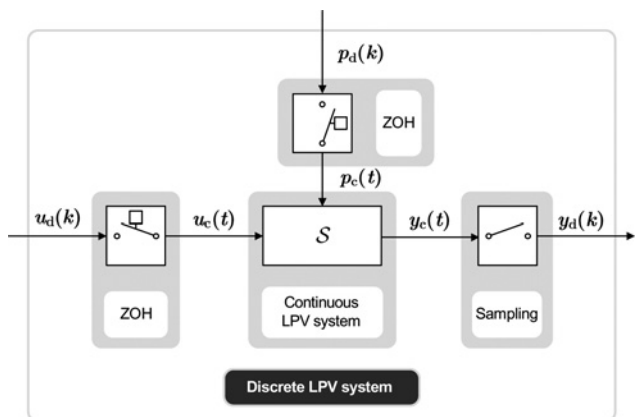 p_d(k)
ZOH
p_c(t)
u_d(k)
u_c(t)
S
y_c(t)
y_d(k)
ZOH
Continuous
LPV system
Sampling
Discrete LPV system